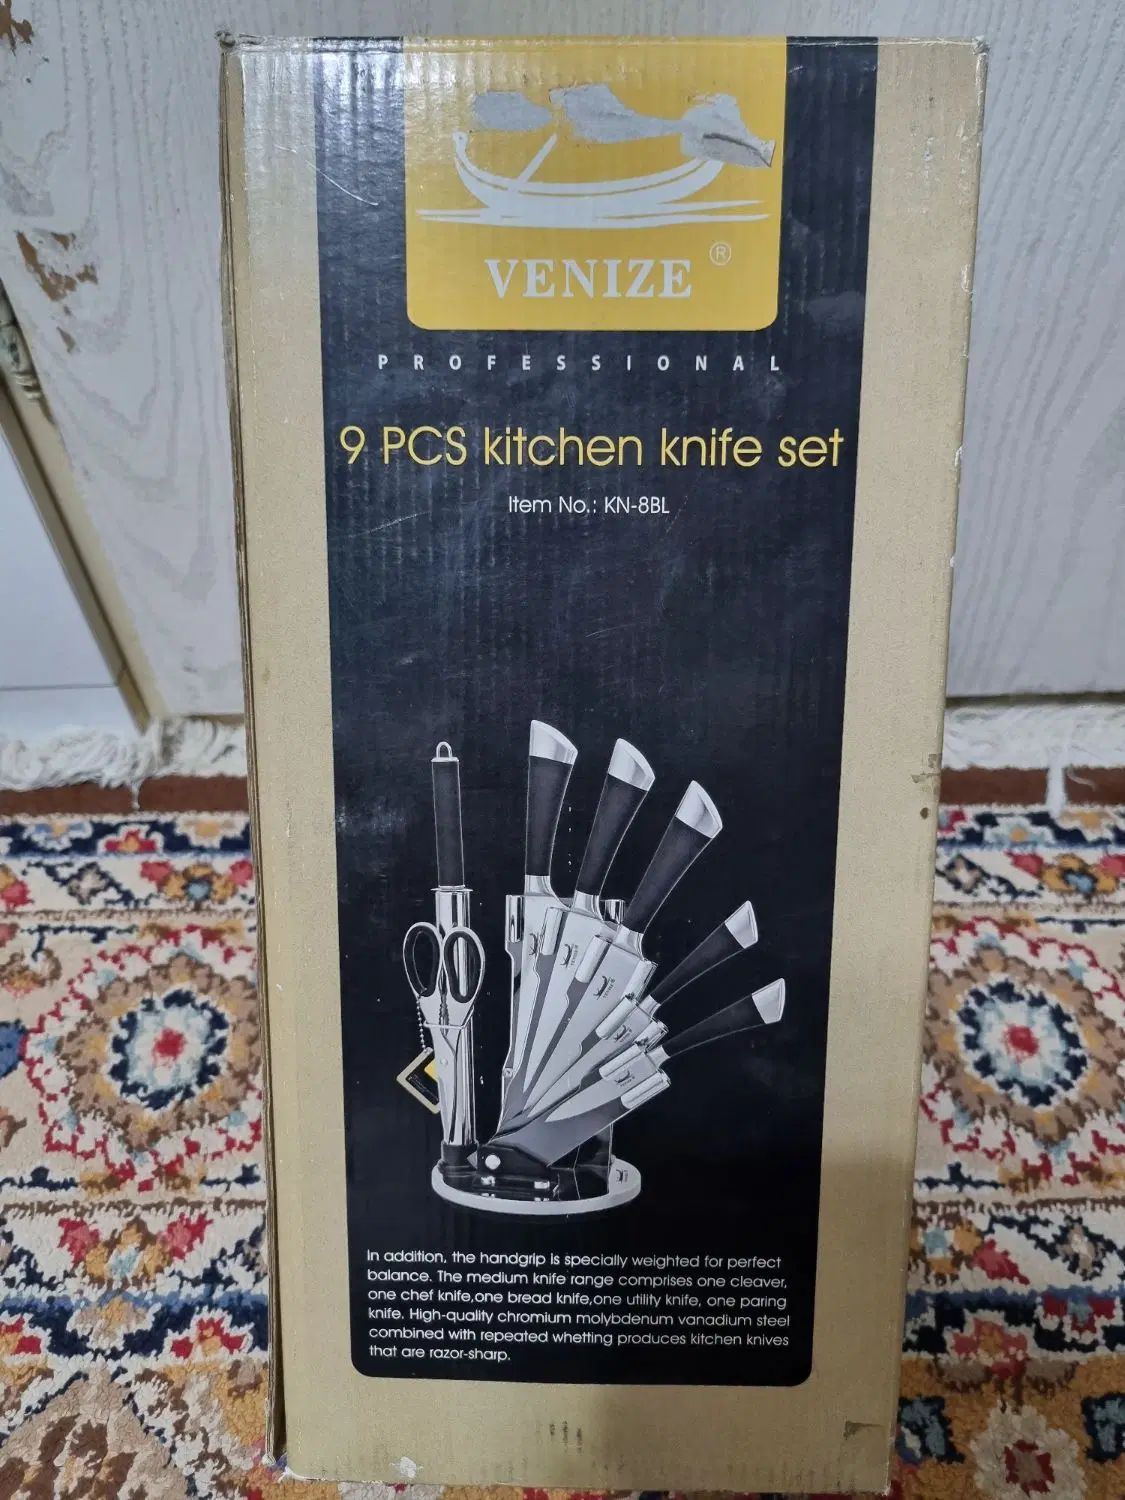 VENIZE ®
PROFESSIONAL
9 PCS kitchen knife set
Item No.: KN-8BL
In addition, the handgrip is specially weighted for perfect
balance. The medium knife range comprises one cleaver,
one chef knife,one bread knife,one utility knife, one paring
knife. High-quality chromium molybdenum vanadium steel
combined with repeated whetting produces kitchen knives
that are razor-sharp.